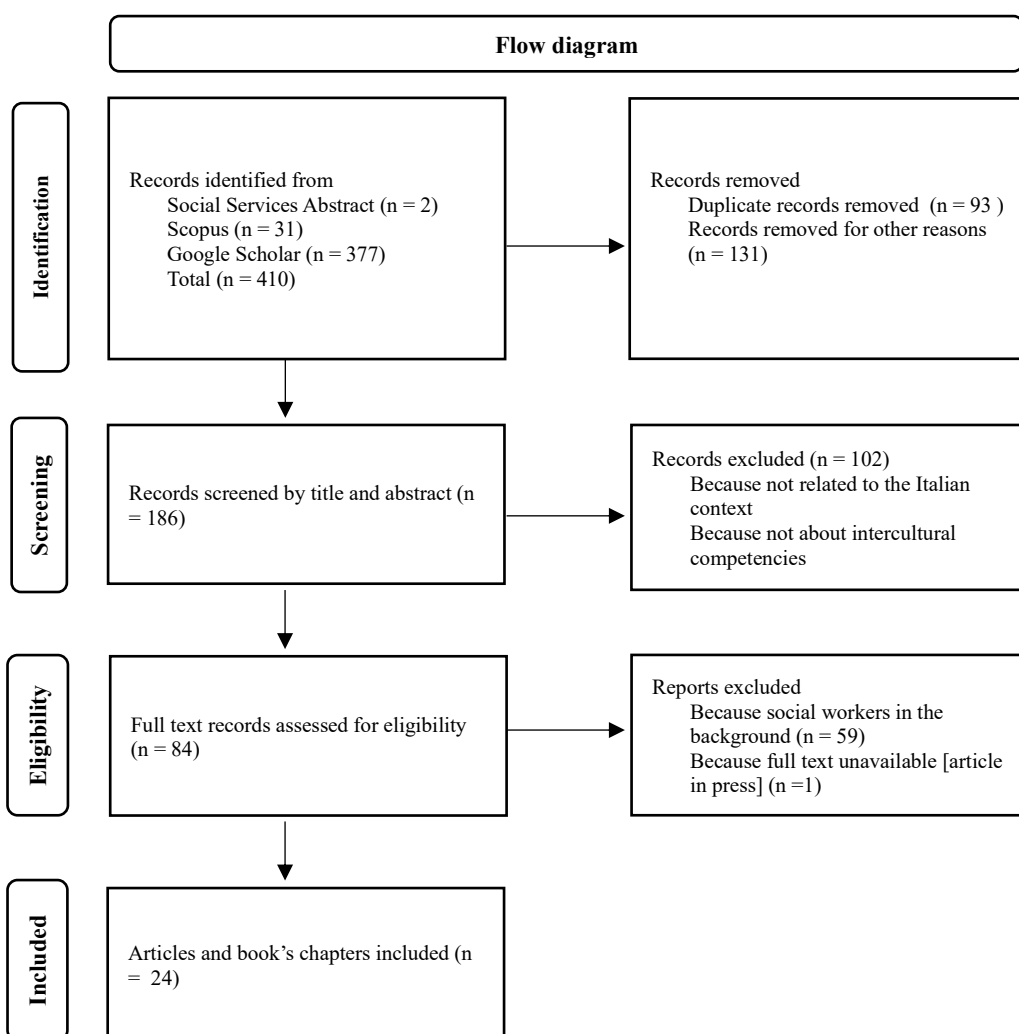 Flow diagram
Identification
Records identified from
Social Services Abstract (n = 2)
Scopus (n = 31)
Google Scholar (n = 377)
Total (n = 410)
Records removed
Duplicate records removed (n = 93 )
Records removed for other reasons
(n = 131)
Screening
Records screened by title and abstract (n
= 186)
Records excluded (n = 102)
Because not related to the Italian
context
Because not about intercultural
competencies
Eligibility
Full text records assessed for eligibility
(n = 84)
Reports excluded
Because social workers in the
background (n = 59)
Because full text unavailable [article
in press] (n =1)
Included
Articles and book’s chapters included (n
= 24)